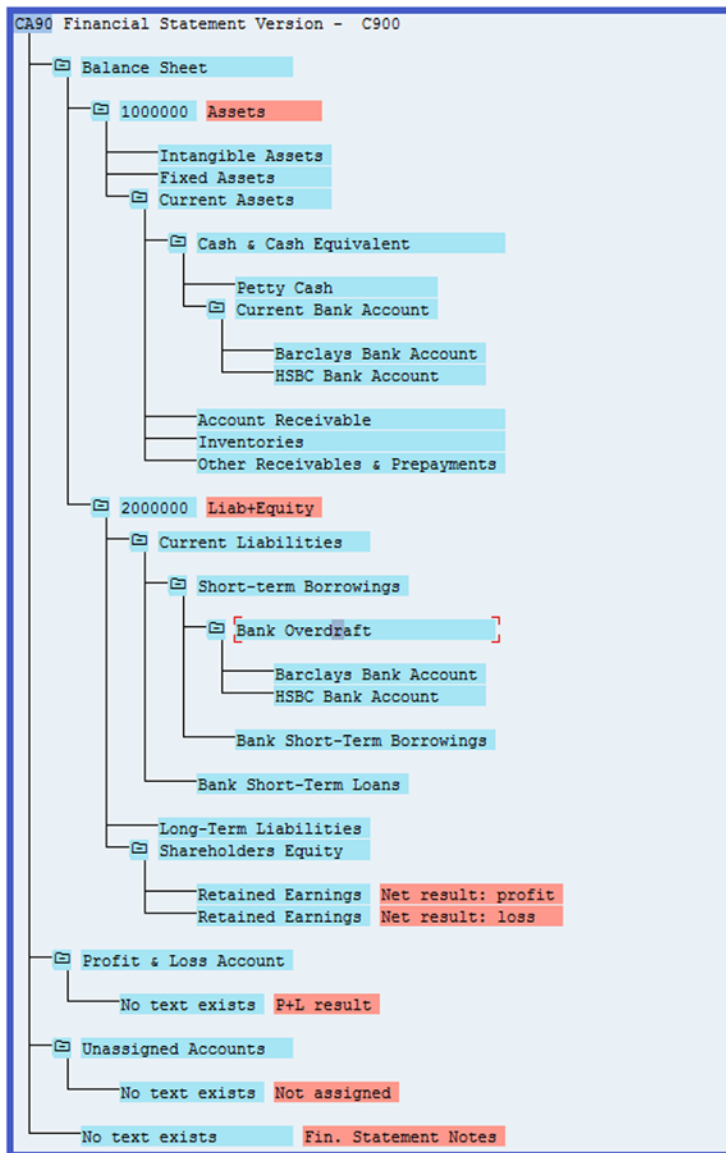 CA90 Financial Statement Version - C900
Balance Sheet
1000000 Assets
Intangible Assets
Fixed Assets
Current Assets
Cash & Cash Equivalent
Petty Cash
Current Bank Account
Barclays Bank Account
HSBC Bank Account
Account Receivable
Inventories
Other Receivables & Prepayments
2000000 Liab+Equity
Current Liabilities
Short-term Borrowings
Bank Overdraft
Barclays Bank Account
HSBC Bank Account
Bank Short-Term Borrowings
Bank Short-Term Loans
Long-Term Liabilities
Shareholders Equity
Retained Earnings Net result: profit
Retained Earnings Net result: loss
Profit & Loss Account
No text exists P+L result
Unassigned Accounts
No text exists Not assigned
No text exists Fin. Statement Notes